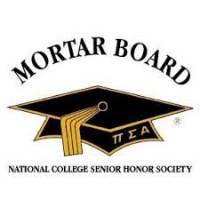 MORTAR BOARD
ΠΣΑ
®
NATIONAL COLLEGE SENIOR HONOR SOCIETY